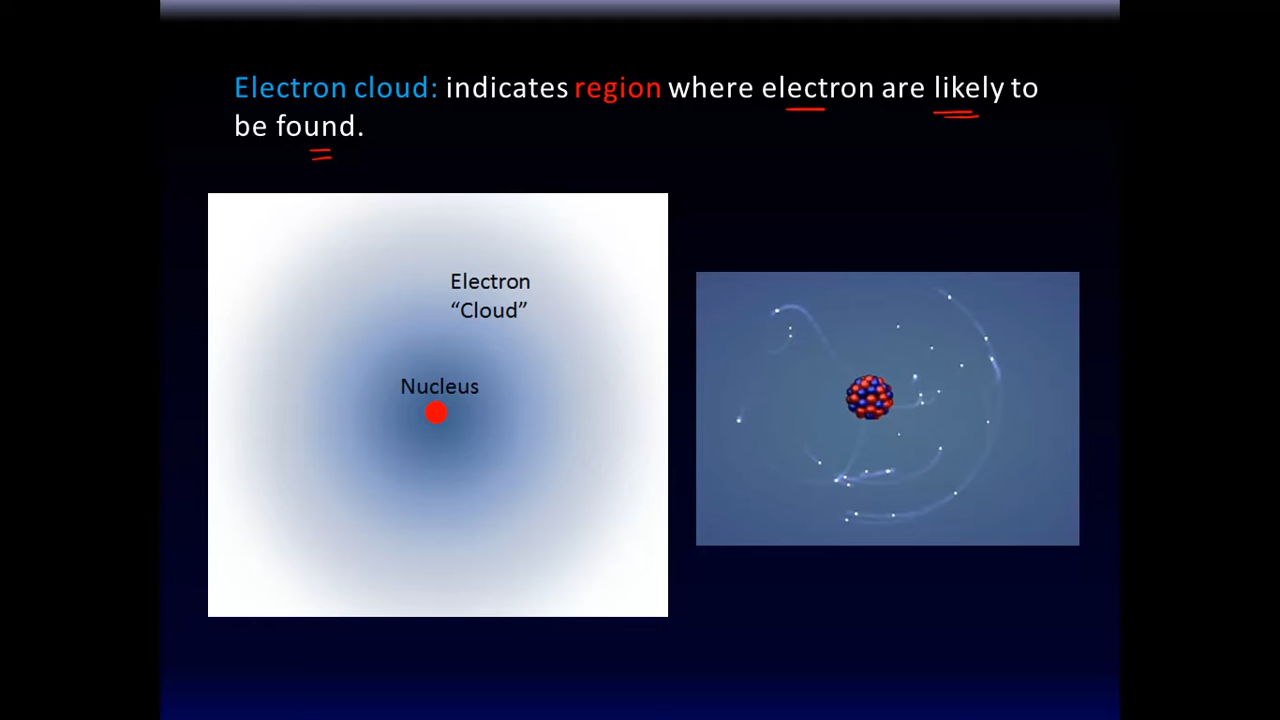 Electron cloud: indicates region where electron are likely to
be found.
Electron
“Cloud”
Nucleus